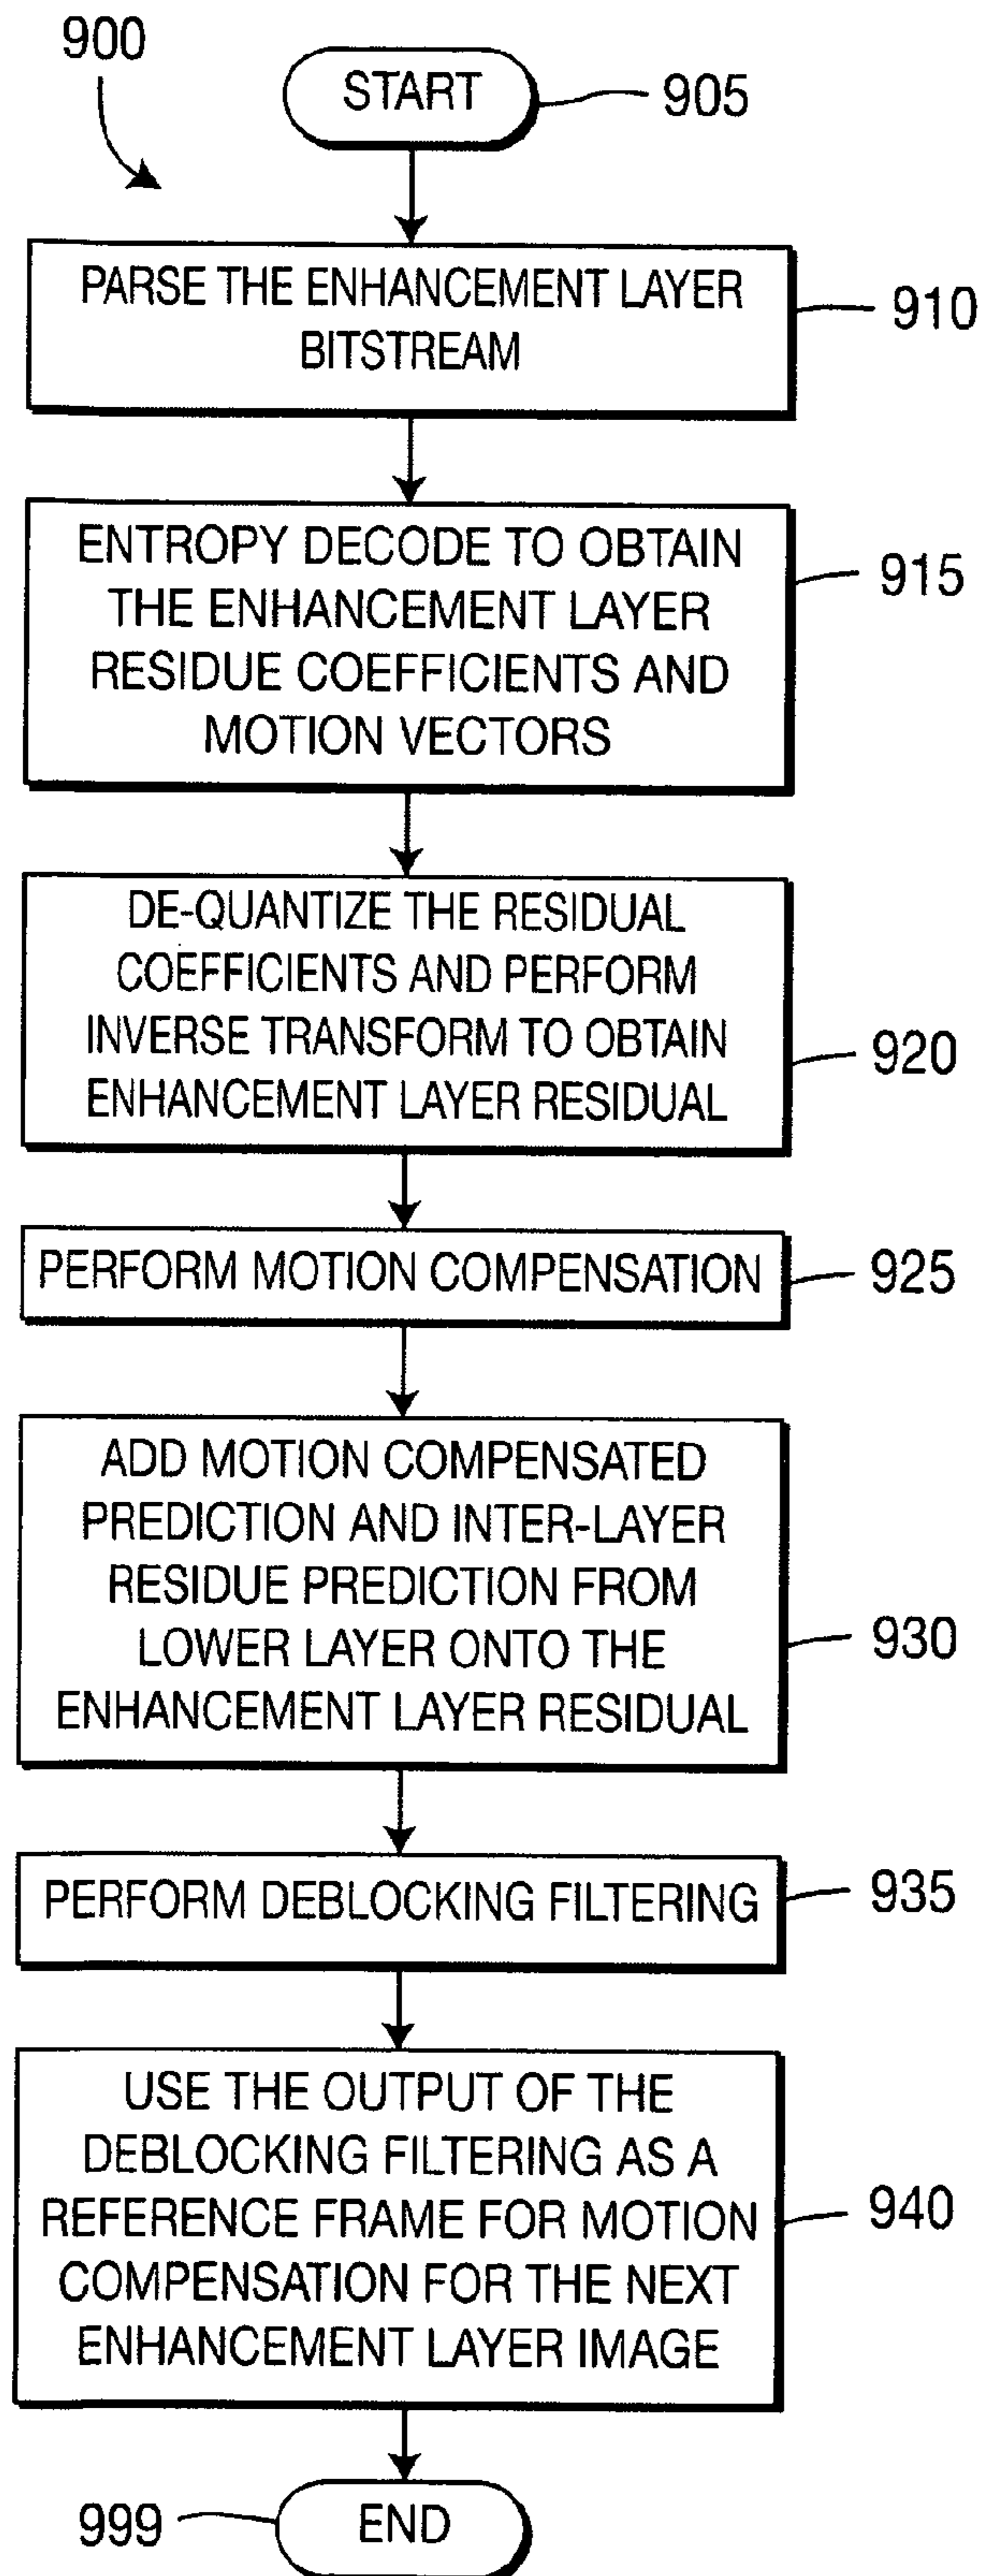 900
START
905
PARSE THE ENHANCEMENT LAYER
BITSTREAM
910
ENTROPY DECODE TO OBTAIN
THE ENHANCEMENT LAYER
RESIDUE COEFFICIENTS AND
MOTION VECTORS
915
DE-QUANTIZE THE RESIDUAL
COEFFICIENTS AND PERFORM
INVERSE TRANSFORM TO OBTAIN
ENHANCEMENT LAYER RESIDUAL
920
PERFORM MOTION COMPENSATION
925
ADD MOTION COMPENSATED
PREDICTION AND INTER-LAYER
RESIDUE PREDICTION FROM
LOWER LAYER ONTO THE
ENHANCEMENT LAYER RESIDUAL
930
PERFORM DEBLOCKING FILTERING
935
USE THE OUTPUT OF THE
DEBLOCKING FILTERING AS A
REFERENCE FRAME FOR MOTION
COMPENSATION FOR THE NEXT
ENHANCEMENT LAYER IMAGE
940
999
END